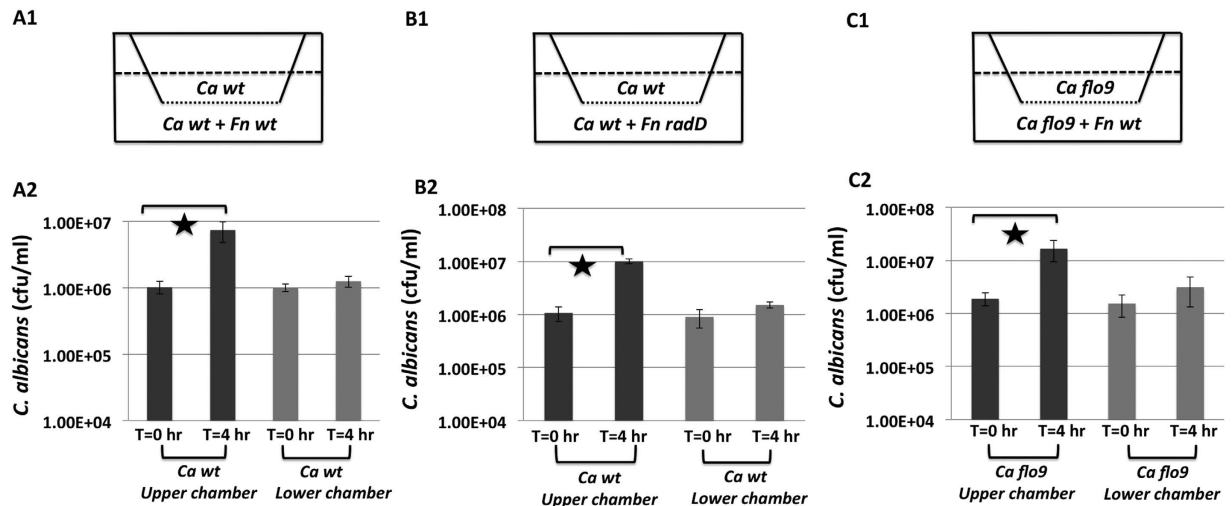 A1
Ca wt
Ca wt + Fn wt
B1
Ca wt
Ca wt + Fn radD
C1
Ca flo9
Ca flo9 + Fn wt
A2
C. albicans (cfu/ml)
1.00E+07
1.00E+06
1.00E+05
1.00E+04
T=0 hr T=4 hr T=0 hr T=4 hr
Ca wt Ca wt
Upper chamber Lower chamber
B2
C. albicans (cfu/ml)
1.00E+08
1.00E+07
1.00E+06
1.00E+05
1.00E+04
T=0 hr T=4 hr T=0 hr T=4 hr
Ca wt Ca wt
Upper chamber Lower chamber
C2
C. albicans (cfu/ml)
1.00E+08
1.00E+07
1.00E+06
1.00E+05
1.00E+04
T=0 hr T=4 hr T=0 hr T=4 hr
Ca flo9 Ca flo9
Upper chamber Lower chamber